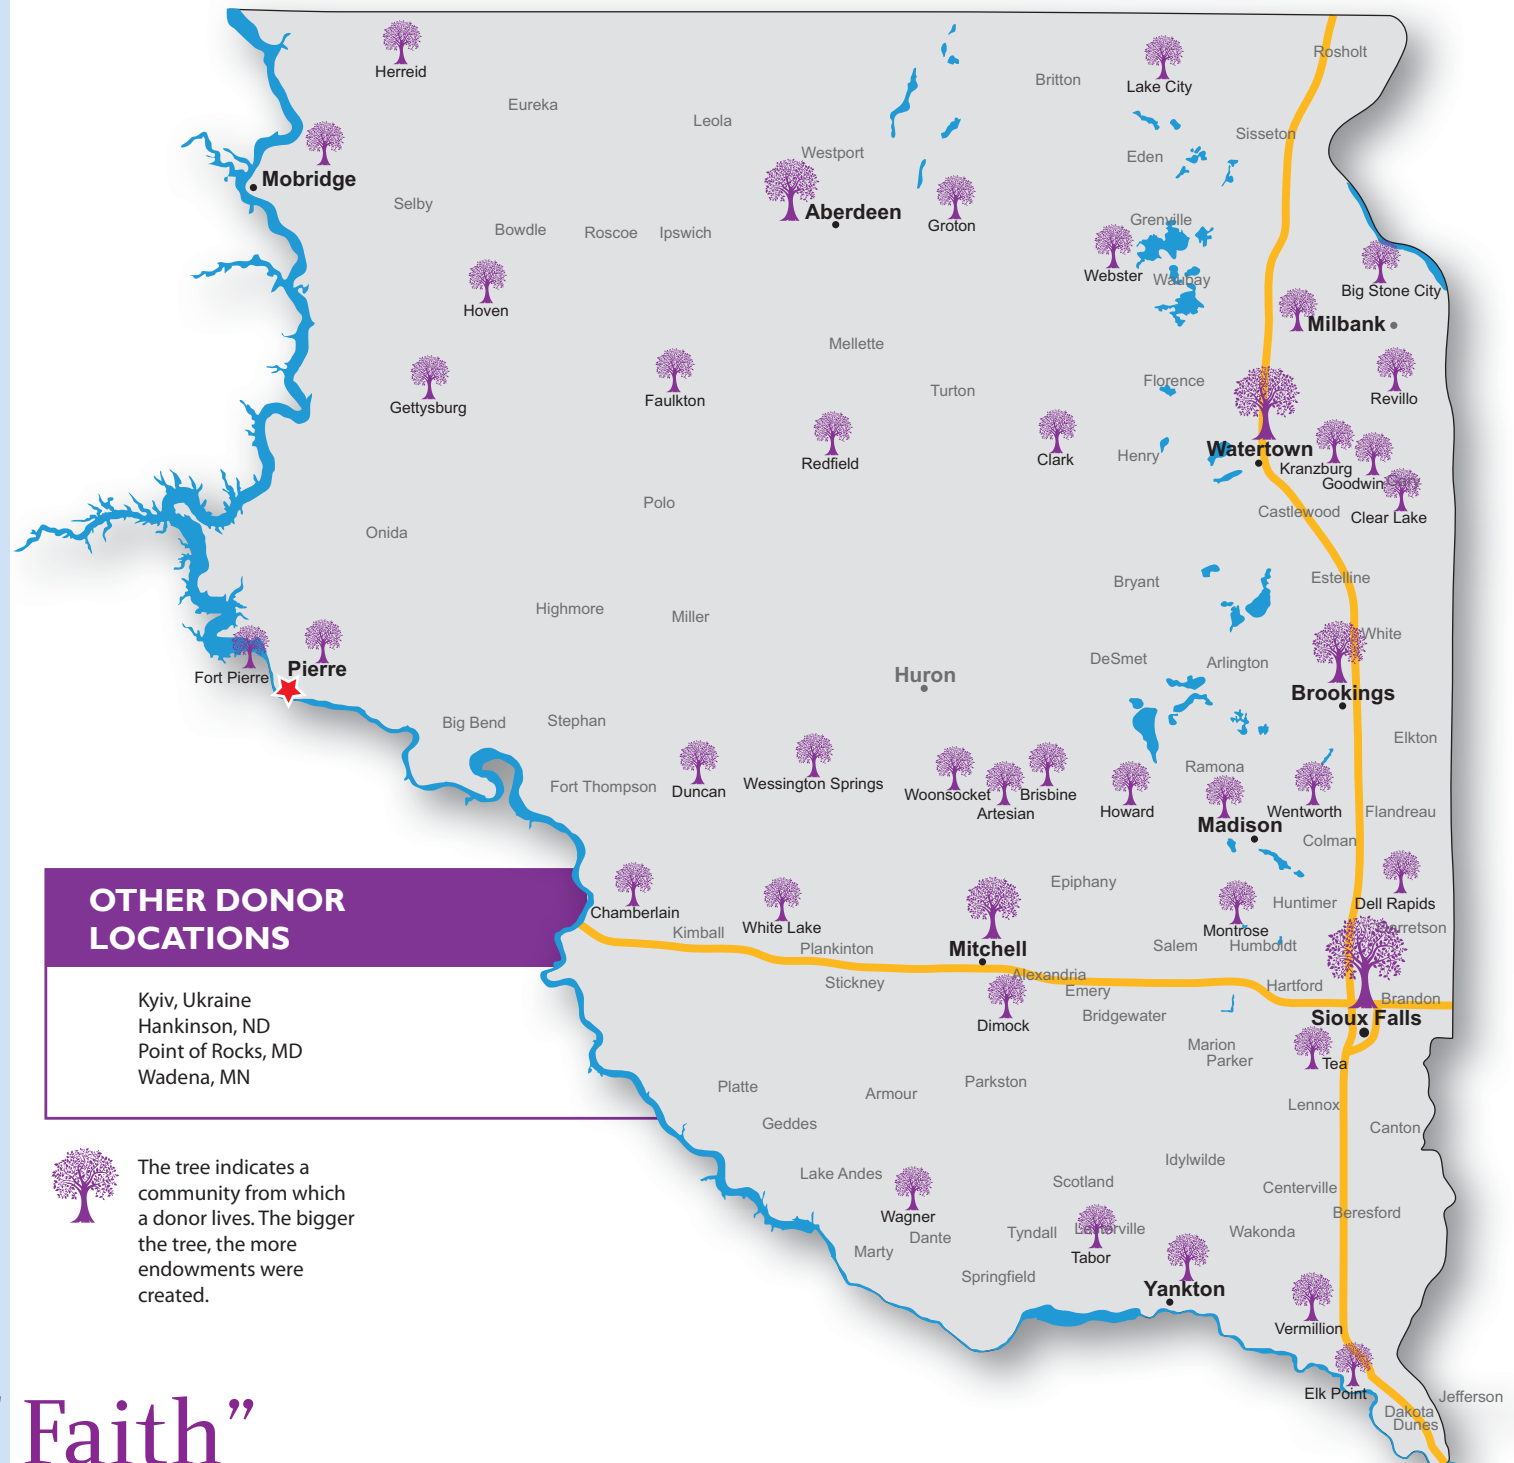 Rosholt
Herreid
Britton
Lake City
Eureka
Leola
Sisseton
Westport
Eden
Mobridge
Selby
Aberdeen
Groton
Grenville
Bowdle
Roscoe
Ipswich
Webster
Waubay
Big Stone City
Hoven
Milbank
Mellette
Florence
Turton
Revillo
Gettysburg
Faulkton
Redfield
Clark
Henry
Watertown
Kranzburg
Goodwin
Gary
Clear Lake
Castlewood
Polo
Onida
Bryant
Estelline
Highmore
Miller
White
DeSmet
Arlington
Fort Pierre
Pierre
Huron
Brookings
Big Bend
Stephan
Elkton
Ramona
Fort Thompson
Duncan
Wessington Springs
Woonsocket
Brisbine
Artesian
Howard
Wentworth
Flandreau
Madison
Colman
Epiphany
Huntimer
Dell Rapids
Chamberlain
White Lake
Montrose
Kimball
Plankinton
Mitchell
Salem
Humboldt
Garretson
Stickney
Alexandria
Emery
Hartford
Brandon
Dimock
Bridgewater
Sioux Falls
Marion
Parker
Tea
Platte
Armour
Parkston
Lennox
Geddes
Canton
Lake Andes
Idylwilde
Scotland
Centerville
Wagner
Beresford
Dante
Tyndall
Lesterville
Wakonda
Marty
Tabor
Springfield
Yankton
Vermillion
Elk Point
Jefferson
Dakota
Dunes
OTHER DONOR
LOCATIONS
Kyiv, Ukraine
Hankinson, ND
Point of Rocks, MD
Wadena, MN
The tree indicates a
community from which
a donor lives. The bigger
the tree, the more
endowments were
created.
Faith”